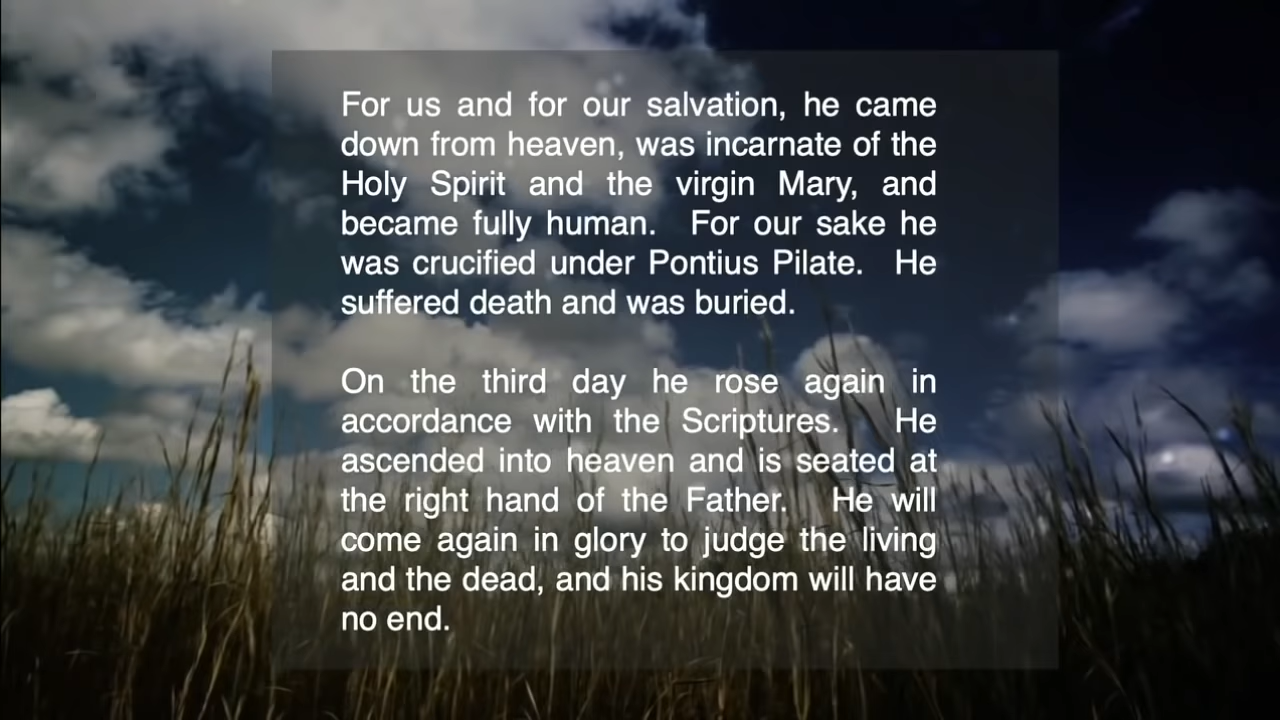 For us and for our salvation, he came
down from heaven, was incarnate of the
Holy Spirit and the virgin Mary, and
became fully human. For our sake he
was crucified under Pontius Pilate. He
suffered death and was buried.
On the third day he rose again in
accordance with the Scriptures. He
ascended into heaven and is seated at
the right hand of the Father. He will
come again in glory to judge the living
and the dead, and his kingdom will have
no end.